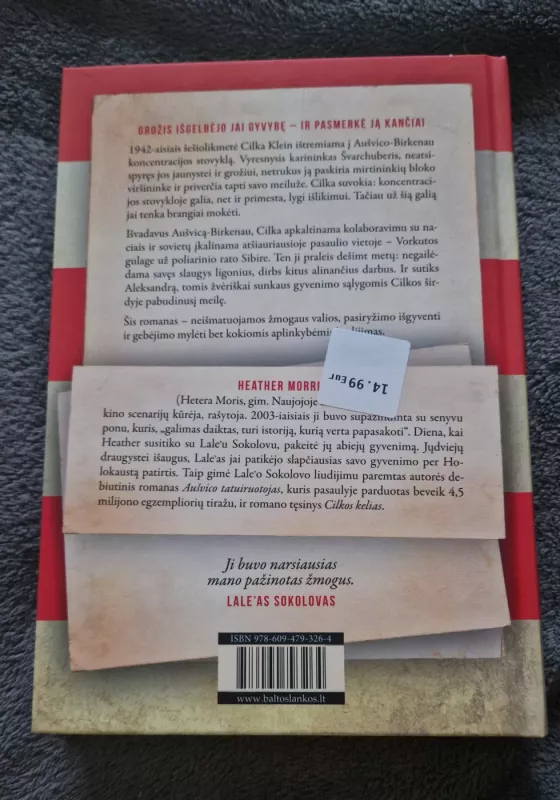 GROŽIS IŠGELBĖJO JAI GYVYBĘ – IR PASMERKĖ JĄ KANČIAI
1942-aisiais šešiolikmetė Cilka Klein ištremiama į Aušvico-Birkenau
koncentracijos stovyklą. Vyresnysis karininkas Švarchuberis, neatsi-
spyręs jos jaunystei ir grožiui, netrukus ją paskiria mirtininkių bloko
viršininke ir priverčia tapti savo meiluže. Cilka suvokia: koncentraci-
jos stovykloje galia, net ir primesta, lygi išlikimui. Tačiau už šią galią
jai tenka brangiai mokėti.
Išvadavus Aušvicą-Birkenau, Cilka apkaltinama kolaboravimu su na-
ciais ir sovietų įkalinama atšiauriausioje pasaulio vietoje – Vorkutos
gulage už poliarinio rato Sibire. Ten ji praleis dešimt metų: negailė-
dama savęs slaugys ligonius, dirbs kitus alinančius darbus. Ir sutiks
Aleksandrą, tomis žvėriškai sunkaus gyvenimo sąlygomis Cilkos šir-
dyje pabudinusį meilę.
Šis romanas – neišmatuojamos žmogaus valios, pasiryžimo išgyventi
ir gebėjimo mylėti bet kokiomis aplinkybėmis
14.99 Eur
HEATHER MORRI
(Hetera Moris, gim. Naujojoje
kino scenarijų kūrėja, rašytoja. 2003-iaisiais ji buvo supažindinta su senyvu
ponu, kuris, „galimas daiktas, turi istoriją, kurią verta papasakoti“. Diena, kai
Heather susitiko su Lale'u Sokolovu, pakeitė jų abiejų gyvenimą. Jųdviejų
draugystei išaugus, Lale'as jai patikėjo slapčiausias savo gyvenimo per Ho-
lokaustą patirtis. Taip gimė Lale'o Sokolovo liudijimu paremtas autorės de-
biutinis romanas Aušvico tatuiruotojas, kuris pasaulyje parduotas beveik 4,5
milijono egzempliorių tiražu, ir romano tęsinys Cilkos kelias.
Ji buvo narsiausias
mano pažinotas žmogus.
LALE'AS SOKOLOVAS
ISBN 978-609-479-326-4
www.baltoslankos.lt